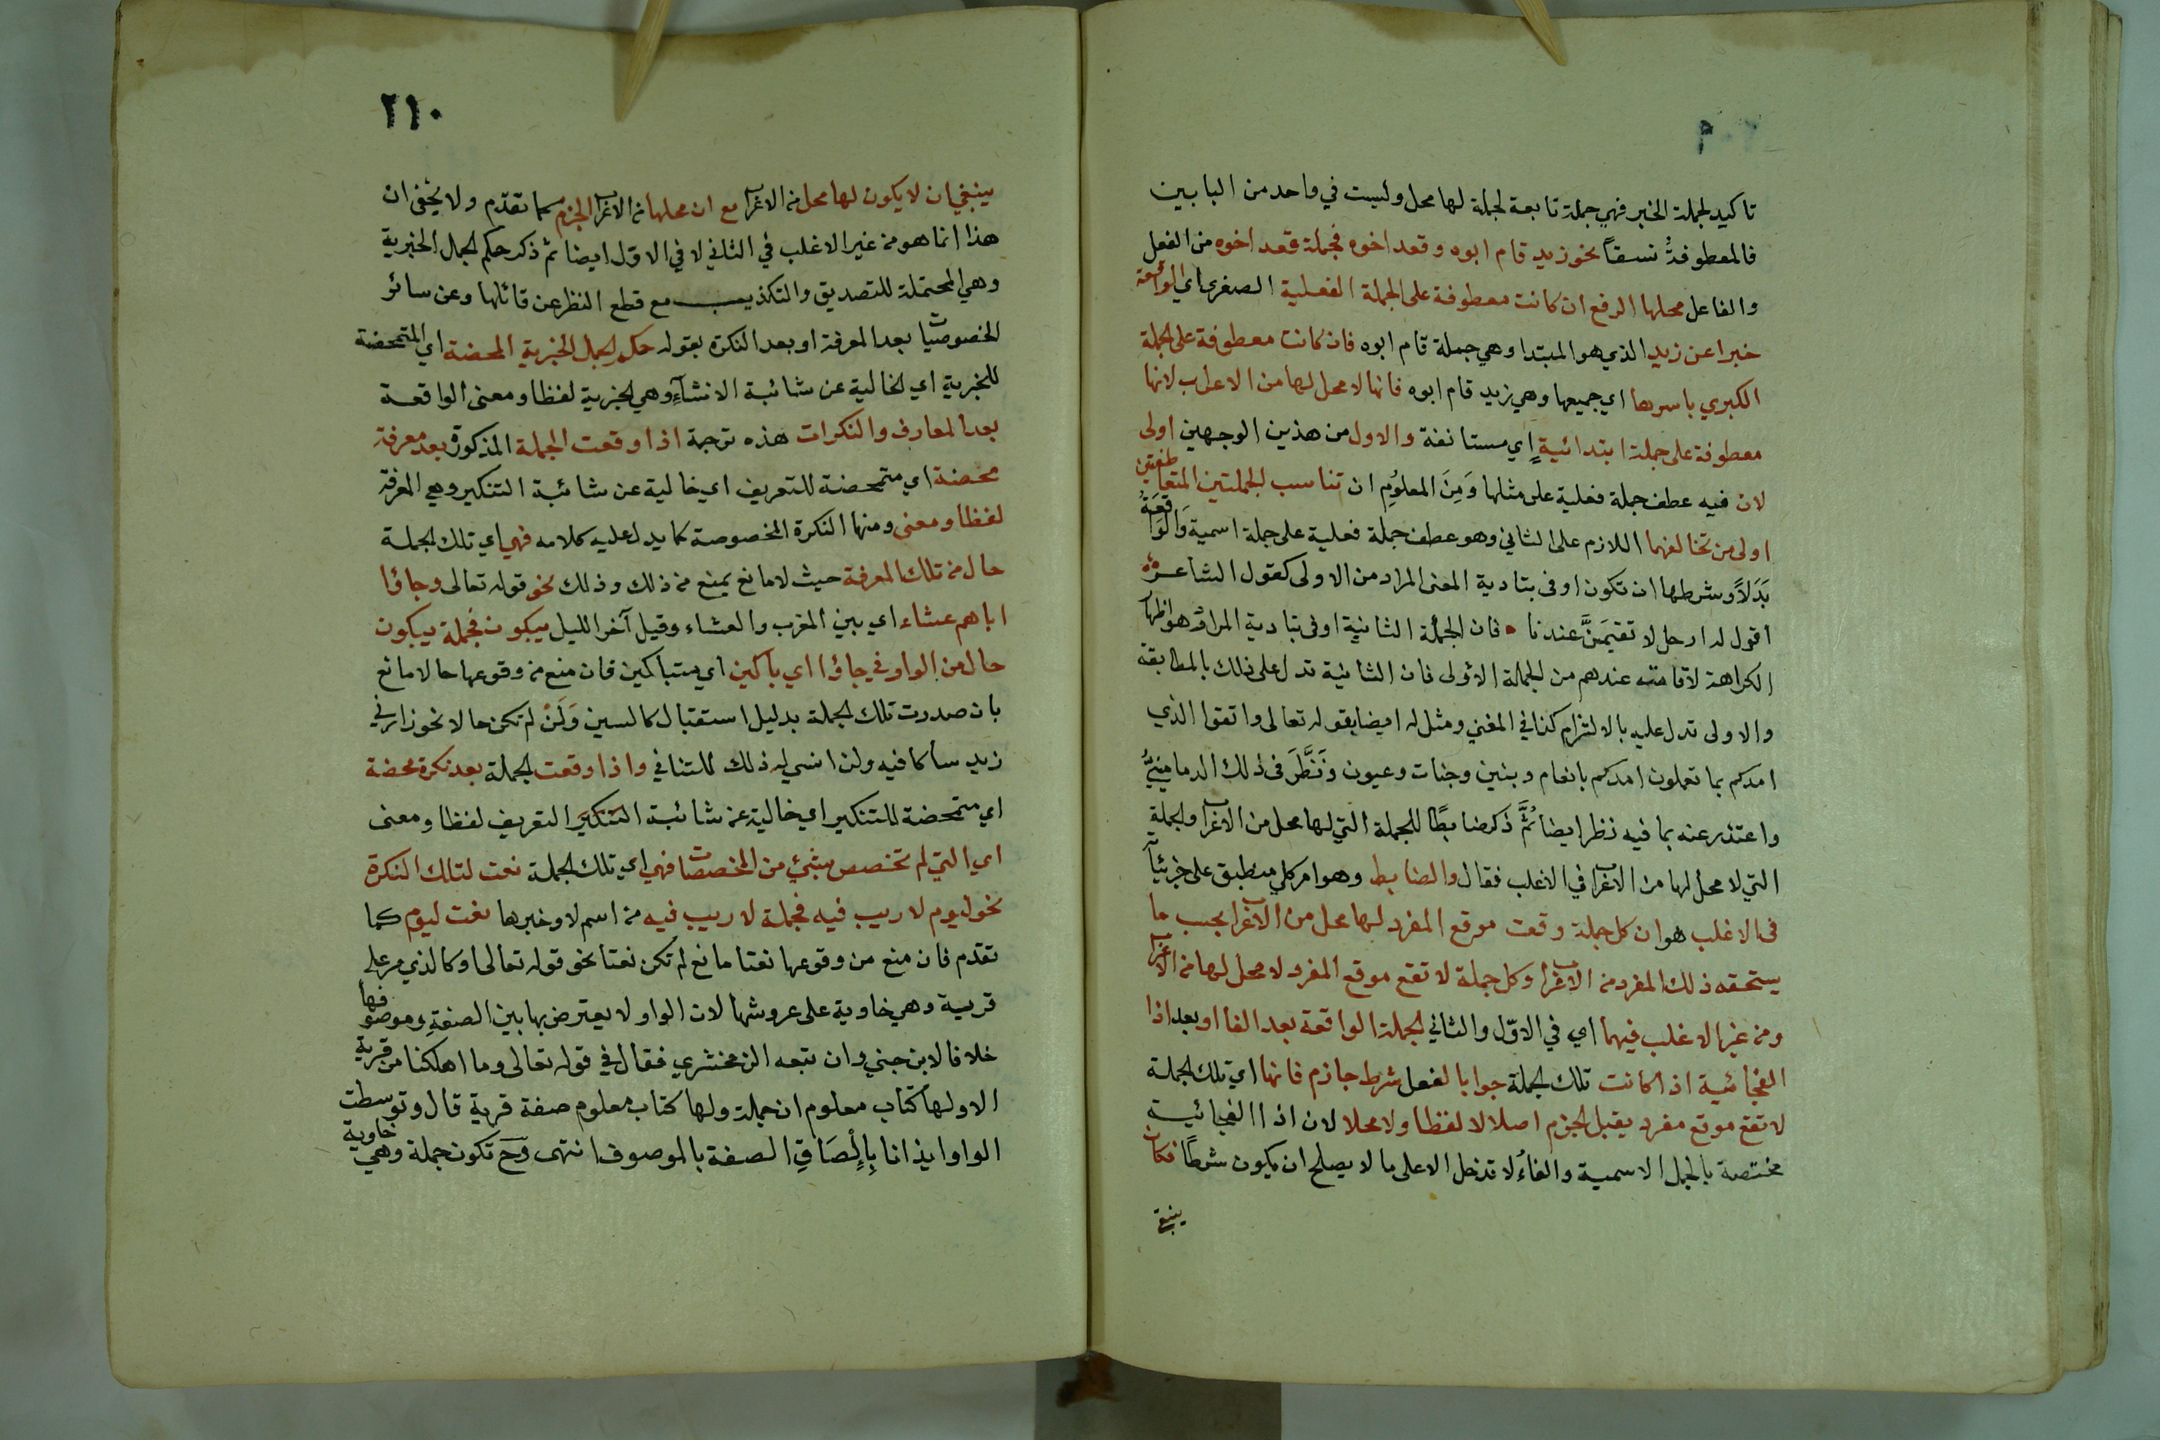 تاكيد لجملة الخبر فهي جملة تابعة لجملة لها محل وليست في واحد من البابين
فالمعطوفةُ نسقاً نحو زيد قام ابوه وقعد اخوه فجملة قعد اخوه من الفعل
والفاعل محلها الرفع ان كانت معطوفة على الجملة الفعلية الصغرى اي الواقعة
خبرا عن زيد الذي هو المبتدا وهي جملة قام ابوه فان كانت معطوفة على الجملة
الكبري باسرها اي جميعها وهي زيد قام ابوه فانها لا محل لها من الاعراب لانها
معطوفة على جملة ابتدائية اي مستانفة والاول من هذين الوجهين اولى
لان فيه عطف جملة فعلية على مثلها وَمِنَ المعلومِ ان تناسب الجملتين المتعاطفتين
اولى من تخالفهما اللازم على الثاني وهو عطف جملة فعلية على جملة اسمية وَالوَاقعَةُ
بَدَلاً وشرطها ان تكون اوفى بتادية المعنى المراد من الاولى كقول الشاعر
اقول له ارحل لا تقيمَنَّ عندنا فان الجملة الثانية اوفى بتادية المراد وهو اظهار
الكراهة لاقامته عندهم من الجملة الاولى فان الثانية تدل على ذلك بالمطابقة
والاولى تدل عليه بالالتزام كذا في المغني ومثل له ايضا بقوله تعالى واتقوا الذي
امدكم بما تعملون امدكم بانعام وبنين وجنات وعيون وَنَظَّرَ في ذلك الدمامينيُّ
واعتذر عنه بما فيه نظر ايضا ثُمَّ ذكر ضابطًا للجملة التي لها محل من الاعراب والجملة
التي لا محل لها من الاعراب في الاغلب فقال والضابط وهو امر كلي منطبق على جزئياته
في الاغلب هو ان كل جملة وقعت موقع المفرد لها محل من الاعراب بحسب ما
يستحقه ذلك المفرد من الاعراب وكل جملة لا تقع موقع المفرد لا محل لها من الاعراب
ومن غير الاغلب فيهما اي في الاوّل والثاني الجملة الواقعة بعد الفا او بعد اذا
الفجائية اذا كانت تلك الجملة جوابا لفعل شرط جازم فانها اي تلك الجملة
لا تقع موقع مفرد يقبل الجزم اصلا لا لفظا ولا محلا لان اذا الفجائية
مختصة بالجمل الاسمية والفاءُ لا تدخل الا على ما لا يصلح ان يكون شرطًا فكان
ينبغي
٢١٠
ينبغي ان لا يكون لها محل من الاعراب مع ان محلها من الاعراب الجزم كما تقدّم ولا يخفى ان
هذا انما هو من غير الاغلب في الثاني لا في الاوّل ايضا ثم ذكر حكم الجمل الخبرية
وهي المحتملة للتصديق والتكذيب مع قطع النظر عن قائلها وعن سائر
الخصوصيات بعد المعرفة او بعد النكرة بقوله حكم الجمل الخبرية المحضة اي المتمحضة
للخبرية اي الخالية عن شائبة الانشآء وهي الخبرية لفظا ومعنى الواقعة
بعد المعارف والنكرات هذه ترجمة اذا وقعت الجملة المذكورة بعد معرفة
محضة اي متمحضة للتعريف اي خالية عن شائبة التنكير وهي المعرفة
لفظا ومعنى ومنها النكرة المخصوصة كما يدل عليه كلامه فهي اي تلك الجملة
حال من تلك المعرفة حيث لا مانع يمنع من ذلك وذلك نحو قوله تعالى وجاؤا
اباهم عشاء اي بين المغرب والعشاء وقيل آخر الليل يبكون فجملة يبكون
حال من الواو في جاؤا اي باكين اي متباكين فان منع من وقوعها حالا مانع
بان صدرت تلك الجملة بدليل استقبال كالسين وَلَنْ لم تكن حالا نحو زارني
زيد ساكافيه ولن انسي له ذلك للتنافي واذا وقعت الجملة بعد نكرة محضة
اي متمحضة للتنكير اي خالية عن شائبة التنكير التعريف لفظا ومعنى
اي التي لم تختص بشئ من المخصصات فهي اي تلك الجملة نعت لتلك النكرة
نحو ليوم لا ريب فيه فجملة لا ريب فيه من اسم لا وخبرها نعت ليوم كما
تقدم فان منع من وقوعها نعتا مانع لم تكن نعتا نحو قوله تعالى او كالذي مر على
قرية وهي خاوية على عروشها لان الواو لا يعترض بها بين الصفة وموصوفها
خلافا لابن جني وان تبعه الزمخشري فقال في قوله تعالى وما اهلكنا من قرية
الا ولها كتاب معلوم ان جملة ولها كتاب معلوم صفة قرية قال وتوسطت
الواو ايذانا بِإِلْصَاقِ الصفة بالموصوف انتهى وَحَ تكون جملة وهي خاوية